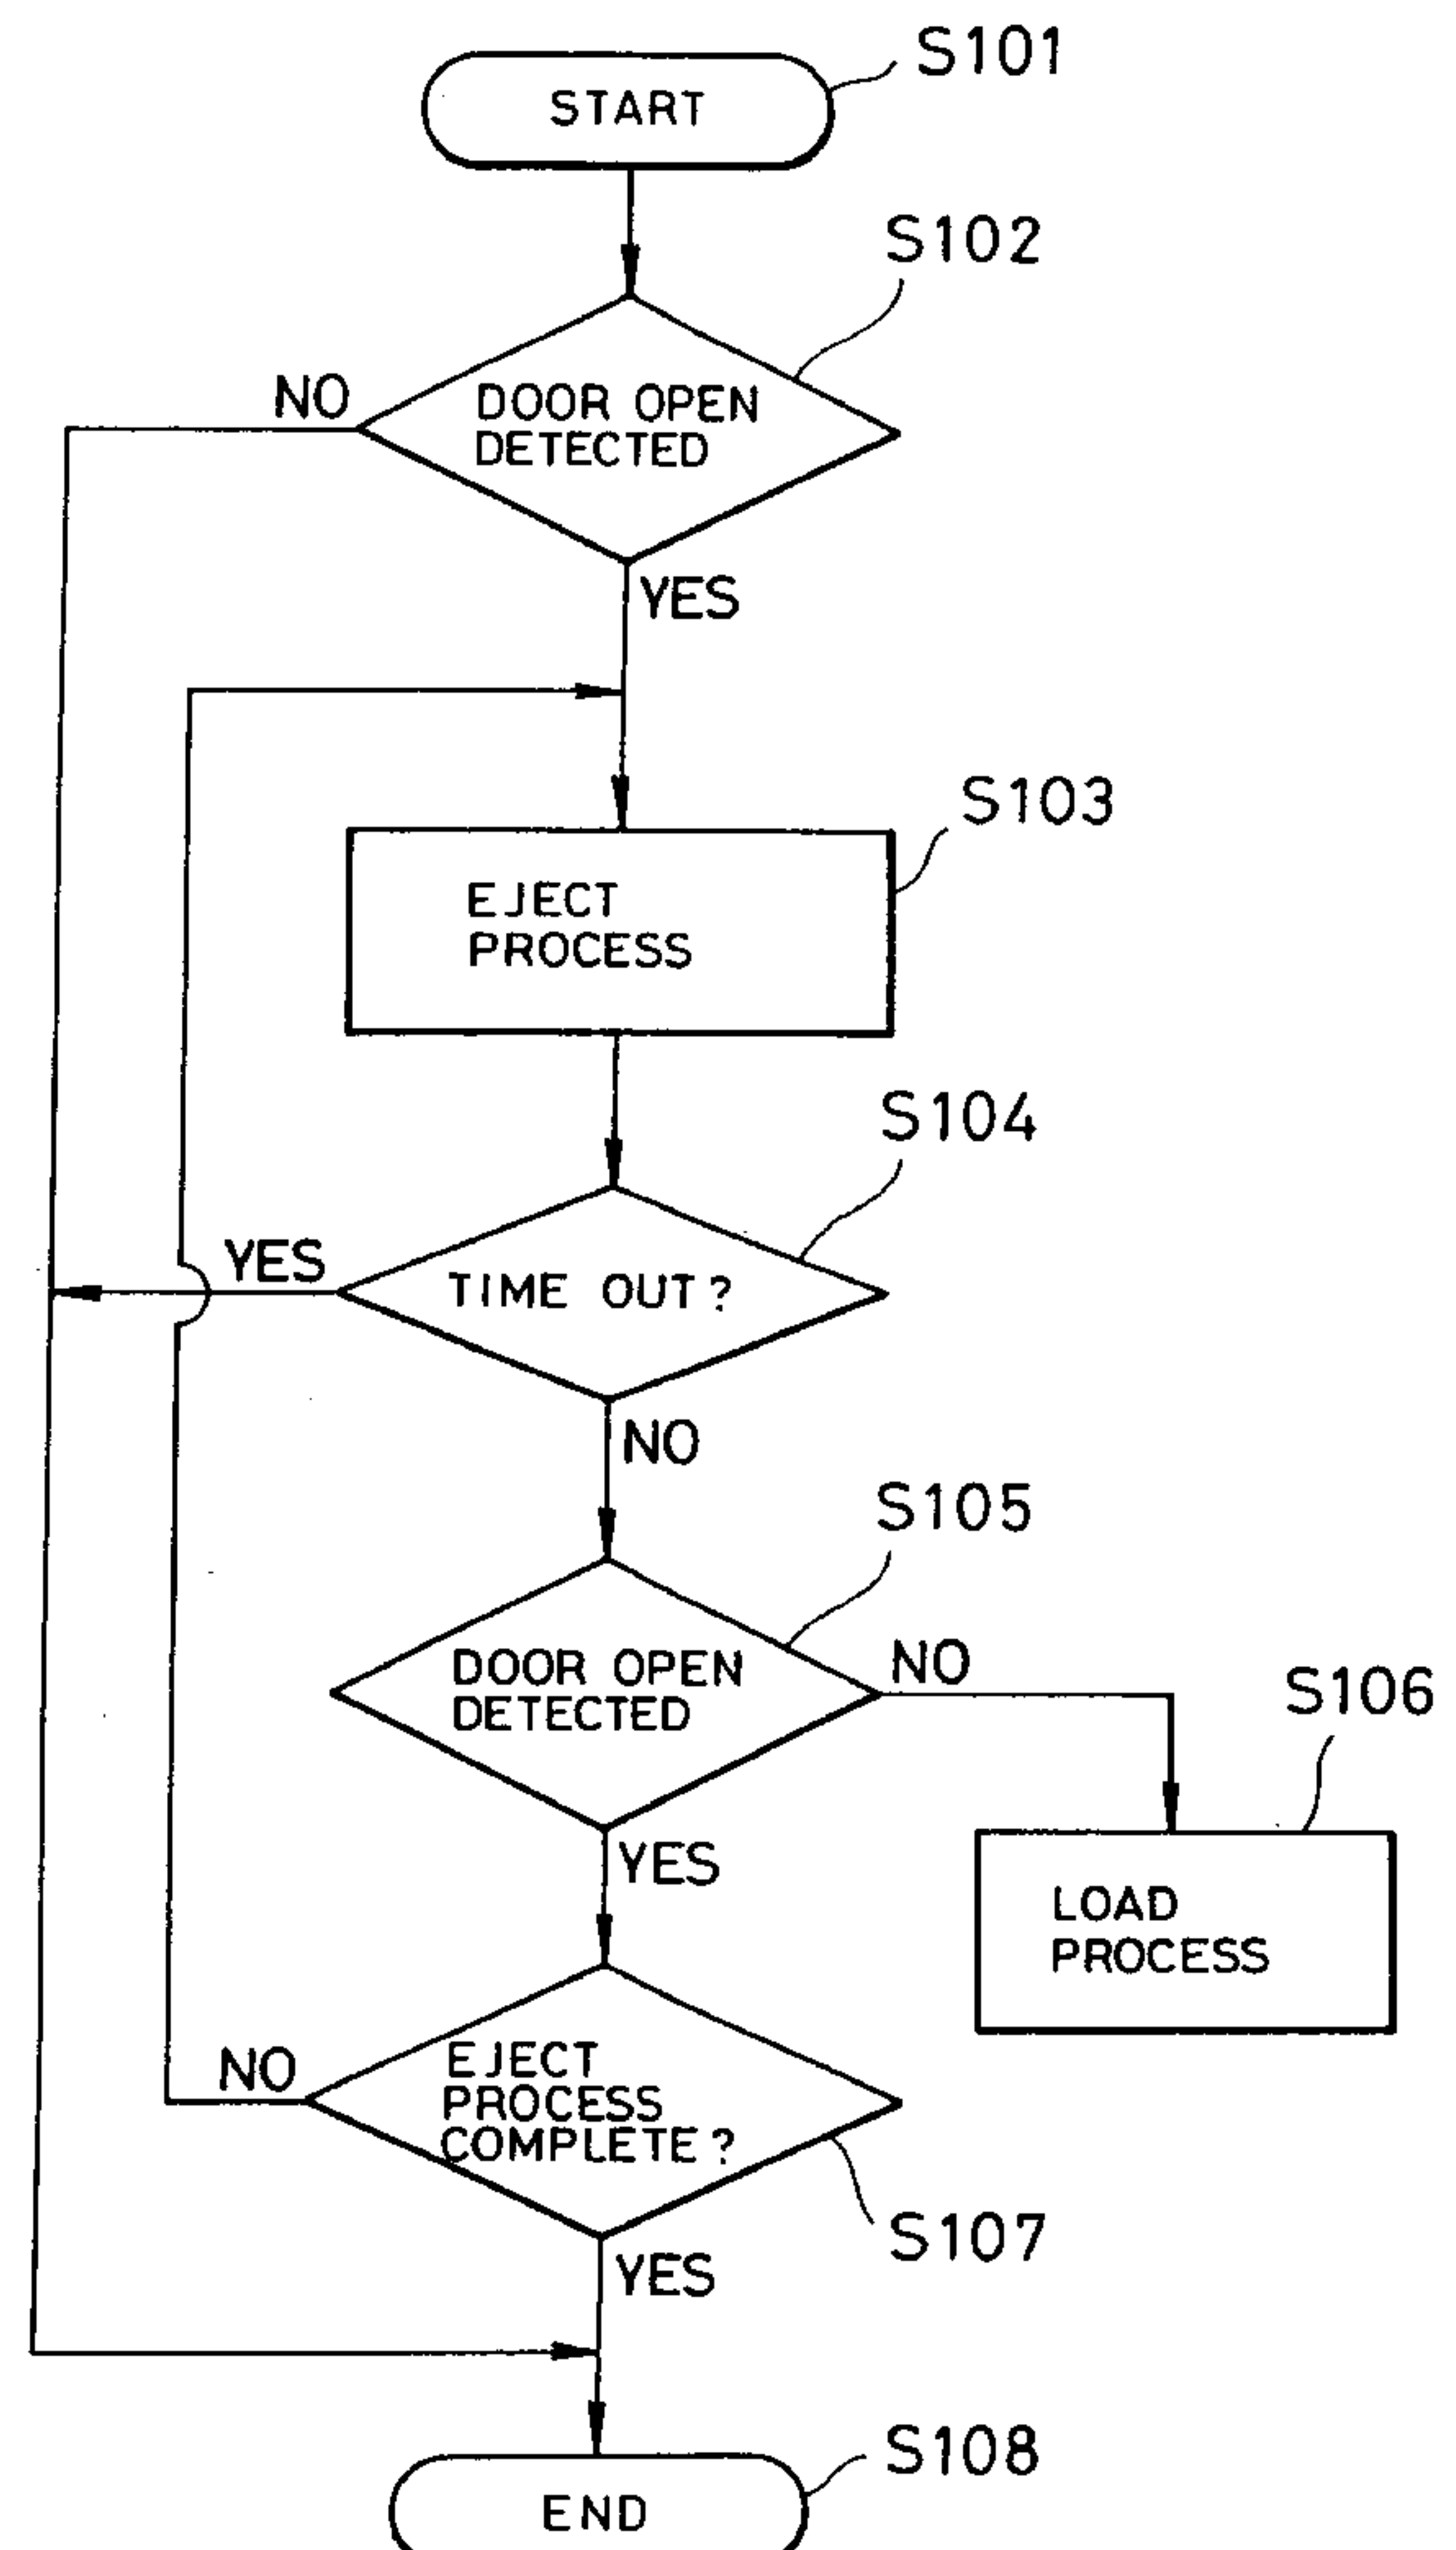 S101
START
S102
NO
DOOR OPEN
DETECTED
YES
S103
EJECT
PROCESS
S104
YES
TIME OUT?
NO
S105
DOOR OPEN
DETECTED
NO
S106
YES
LOAD
PROCESS
NO
EJECT
PROCESS
COMPLETE?
S107
YES
S108
END